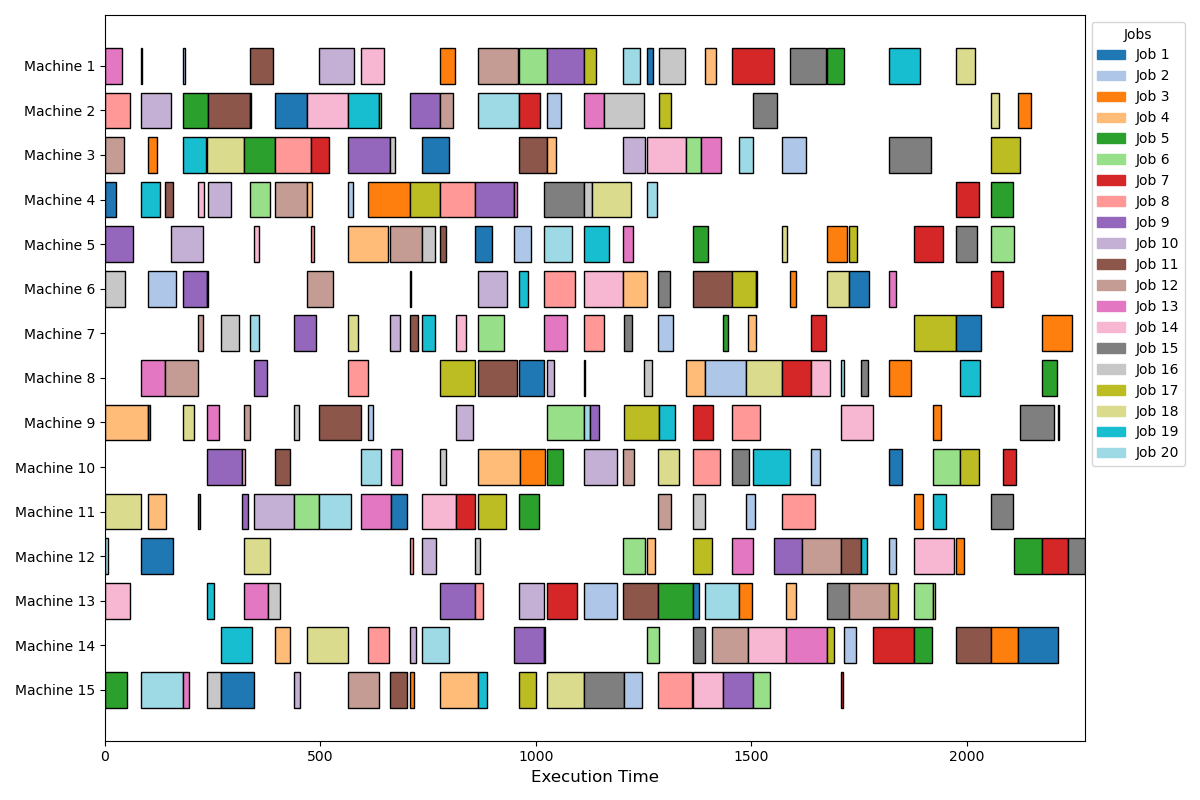 Machine 1
Machine 2
Machine 3
Machine 4
Machine 5
Machine 6
Machine 7
Machine 8
Machine 9
Machine 10
Machine 11
Machine 12
Machine 13
Machine 14
Machine 15
0
500
1000
1500
2000
Execution Time
Jobs
Job 1
Job 2
Job 3
Job 4
Job 5
Job 6
Job 7
Job 8
Job 9
Job 10
Job 11
Job 12
Job 13
Job 14
Job 15
Job 16
Job 17
Job 18
Job 19
Job 20